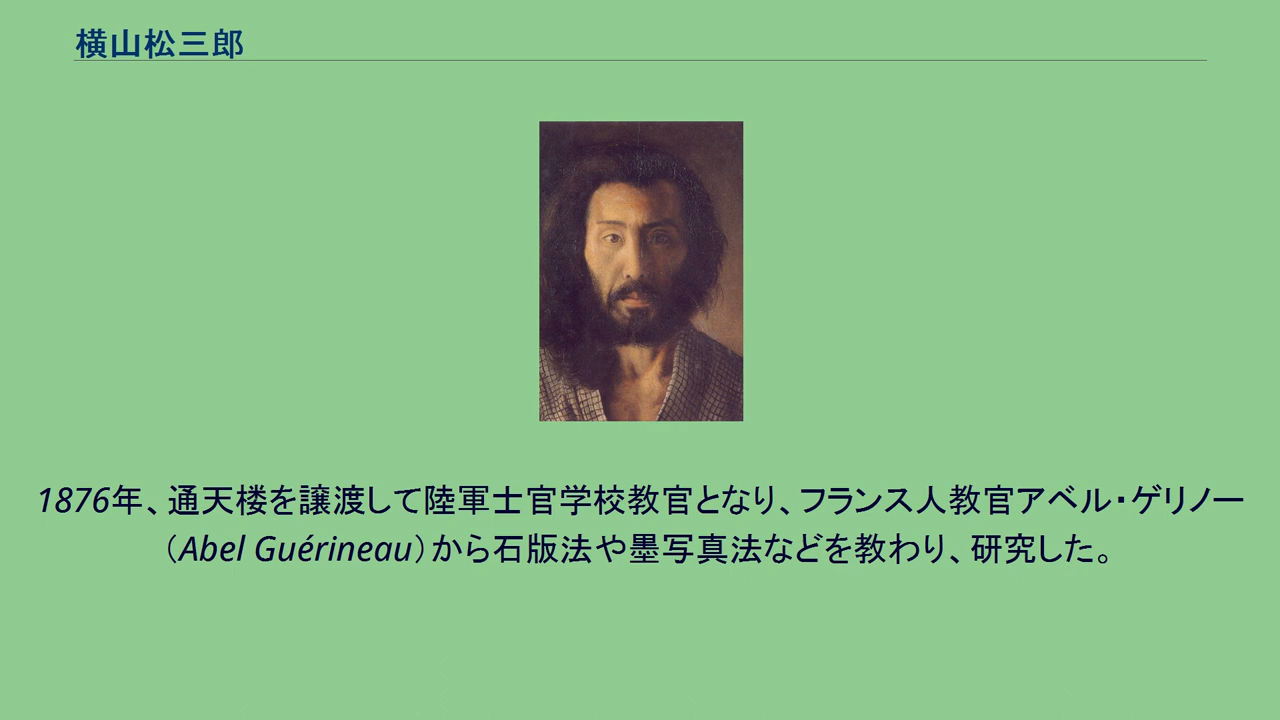 横山松三郎
1876年、通天楼を譲渡して陸軍士官学校教官となり、フランス人教官アベル・ゲリノー
（Abel Guérineau）から石版法や墨写真法などを教わり、研究した。